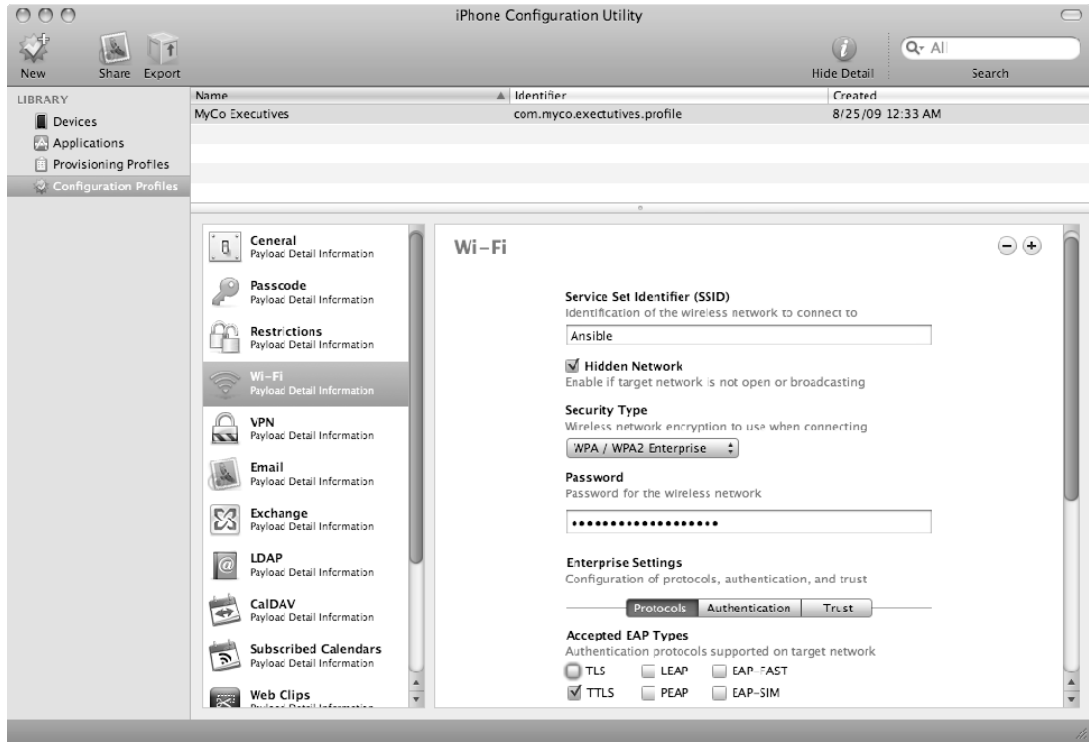 iPhone Configuration Utility
New
Share
Export
Hide Detail
All
Search
LIBRARY
Devices
Applications
Provisioning Profiles
Configuration Profiles
Name
Identifier
Created
MyCo Executives
com.myco.exectutives.profile
8/25/09 12:33 AM
General
Payload Detail Information
Passcode
Payload Detail Information
Restrictions
Payload Detail Information
Wi-Fi
Payload Detail Information
VPN
Payload Detail Information
Email
Payload Detail Information
Exchange
Payload Detail Information
LDAP
Payload Detail Information
CalDAV
Payload Detail Information
Subscribed Calendars
Payload Detail Information
Web Clips
Payload Detail Information
Wi-Fi
Service Set Identifier (SSID)
Identification of the wireless network to connect to
Ansible
Hidden Network
Enable if target network is not open or broadcasting
Security Type
Wireless network encryption to use when connecting
WPA / WPA2 Enterprise
Password
Password for the wireless network
•••••••••••••••••••
Enterprise Settings
Configuration of protocols, authentication, and trust
Protocols
Authentication
Trust
Accepted EAP Types
Authentication protocols supported on target network
TLS
LEAP
EAP-FAST
TTLS
PEAP
EAP-SIM